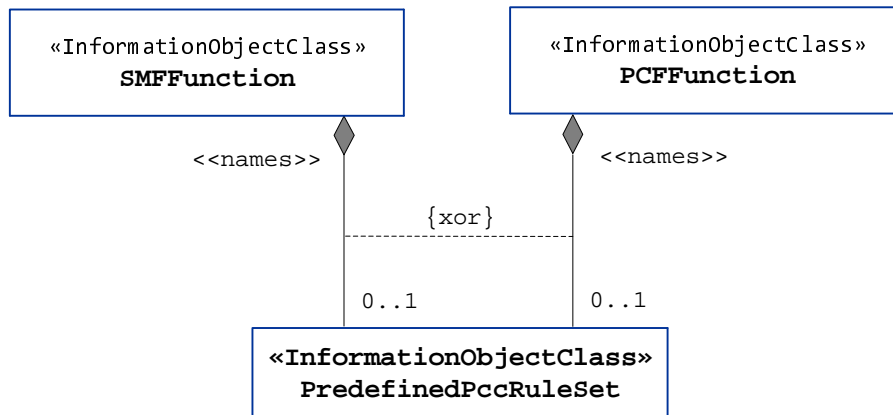 «InformationObjectClass»
SMFFunction
«InformationObjectClass»
PCFFunction
<<names>>
<<names>>
{xor}
0..1
0..1
«InformationObjectClass»
PredefinedPccRuleSet